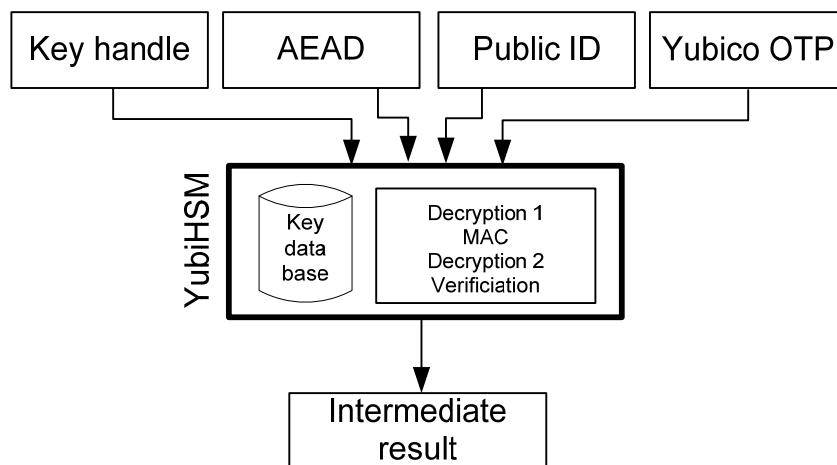 Key handle
AEAD
Public ID
Yubico OTP
YubiHSM
Key
data
base
Decryption 1
MAC
Decryption 2
Verificiation
Intermediate
result